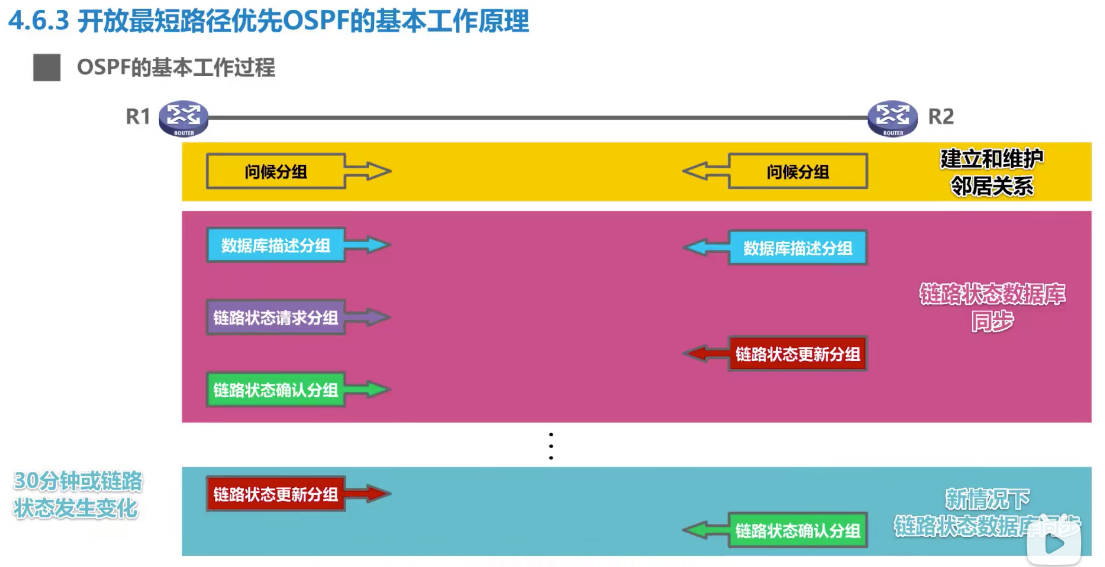 4.6.3 开放最短路径优先OSPF的基本工作原理
OSPF的基本工作过程
R1
ROUTER
ROUTER
R2
问候分组
问候分组
建立和维护
邻居关系
数据库描述分组
数据库描述分组
链路状态请求分组
链路状态数据库
同步
链路状态更新分组
链路状态确认分组
30分钟或链路
状态发生变化
链路状态更新分组
新情况下
链路状态数据库同步
链路状态确认分组